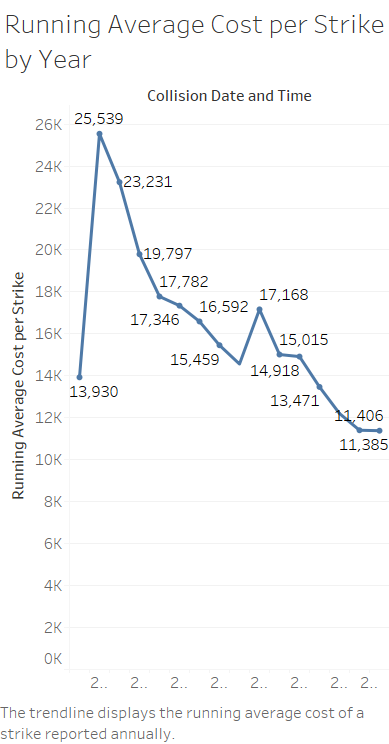 Running Average Cost per Strike
by Year
Collision Date and Time
Running Average Cost per Strike
26K
24K
22K
20K
18K
16K
14K
12K
10K
8K
6K
4K
2K
0K
25,539
23,231
19,797
17,782
17,346
16,592
17,168
15,459
15,015
14,918
13,930
13,471
11,406
11,385
2.. 2.. 2.. 2.. 2.. 2.. 2.. 2..
The trendline displays the running average cost of a
strike reported annually.